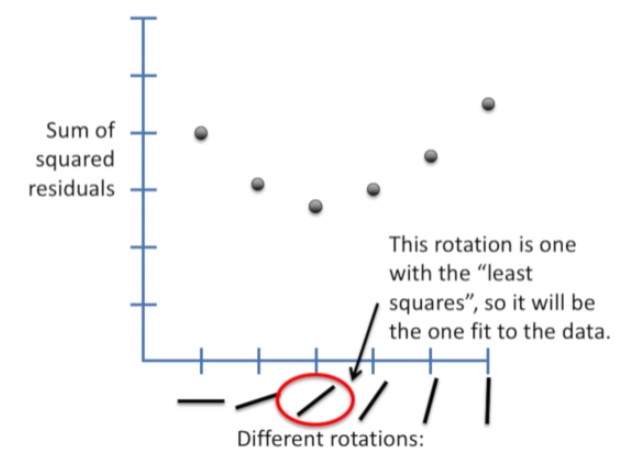 Sum of
squared
residuals
This rotation is one
with the “least
squares”, so it will be
the one fit to the data.
Different rotations: